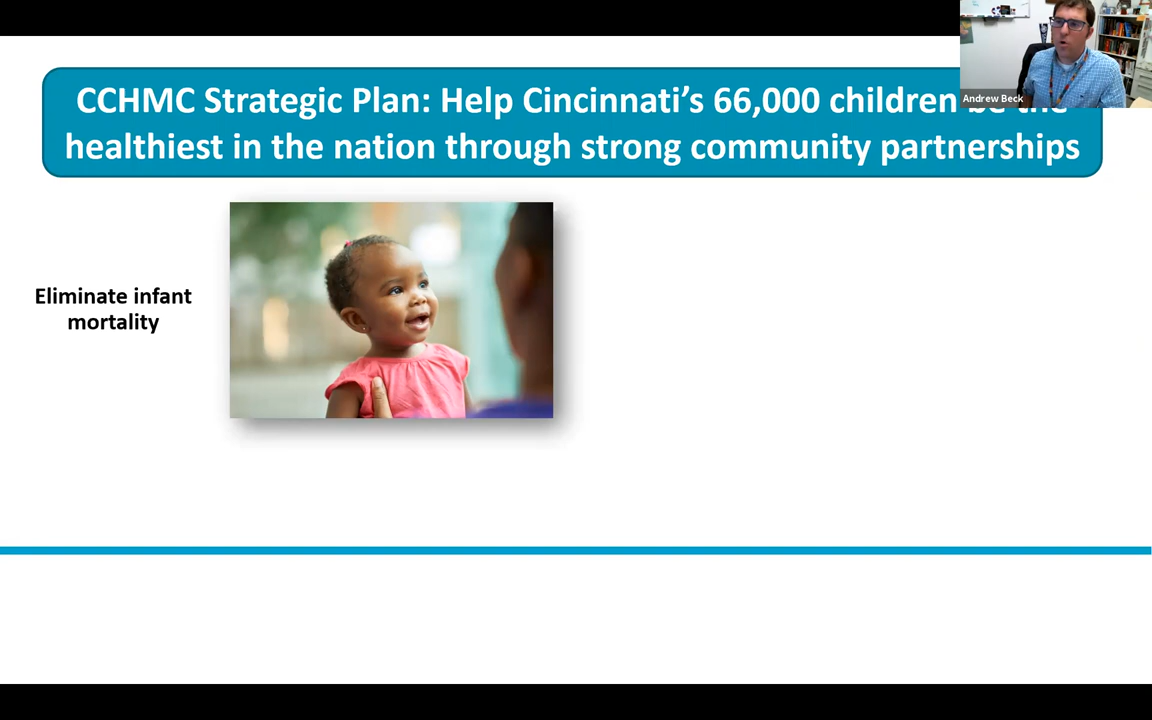 CCHMC Strategic Plan: Help Cincinnati's 66,000 children be the
healthiest in the nation through strong community partnerships
Andrew Beck
Eliminate infant
mortality